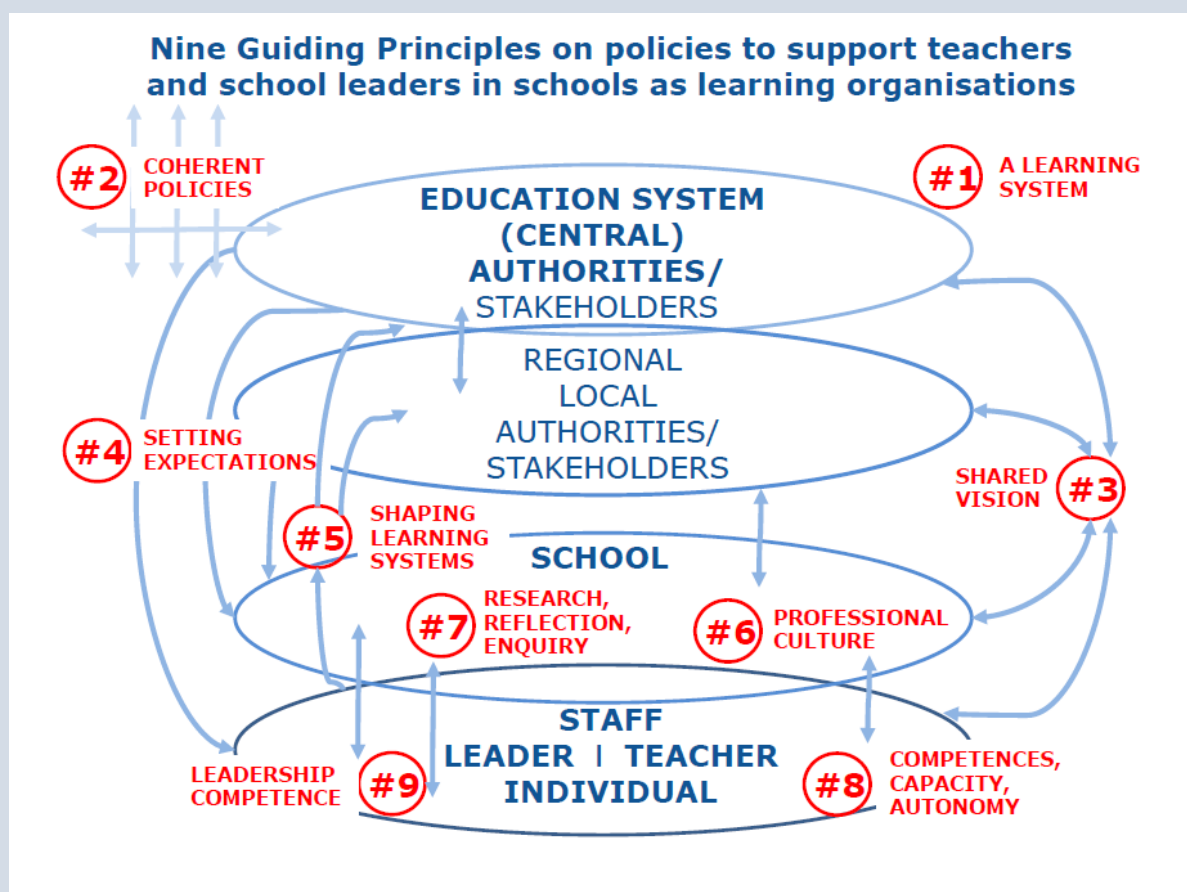 Nine Guiding Principles on policies to support teachers
and school leaders in schools as learning organisations
#2
COHERENT
POLICIES
#1
A LEARNING
SYSTEM
EDUCATION SYSTEM
(CENTRAL)
AUTHORITIES/
STAKEHOLDERS
REGIONAL
LOCAL
AUTHORITIES/
STAKEHOLDERS
#4
SETTING
EXPECTATIONS
SHARED
VISION
#3
#5
SHAPING
LEARNING
SYSTEMS
SCHOOL
#7
RESEARCH,
REFLECTION,
ENQUIRY
#6
PROFESSIONAL
CULTURE
STAFF
LEADER | TEACHER
INDIVIDUAL
LEADERSHIP
COMPETENCE
#9
#8
COMPETENCES,
CAPACITY,
AUTONOMY